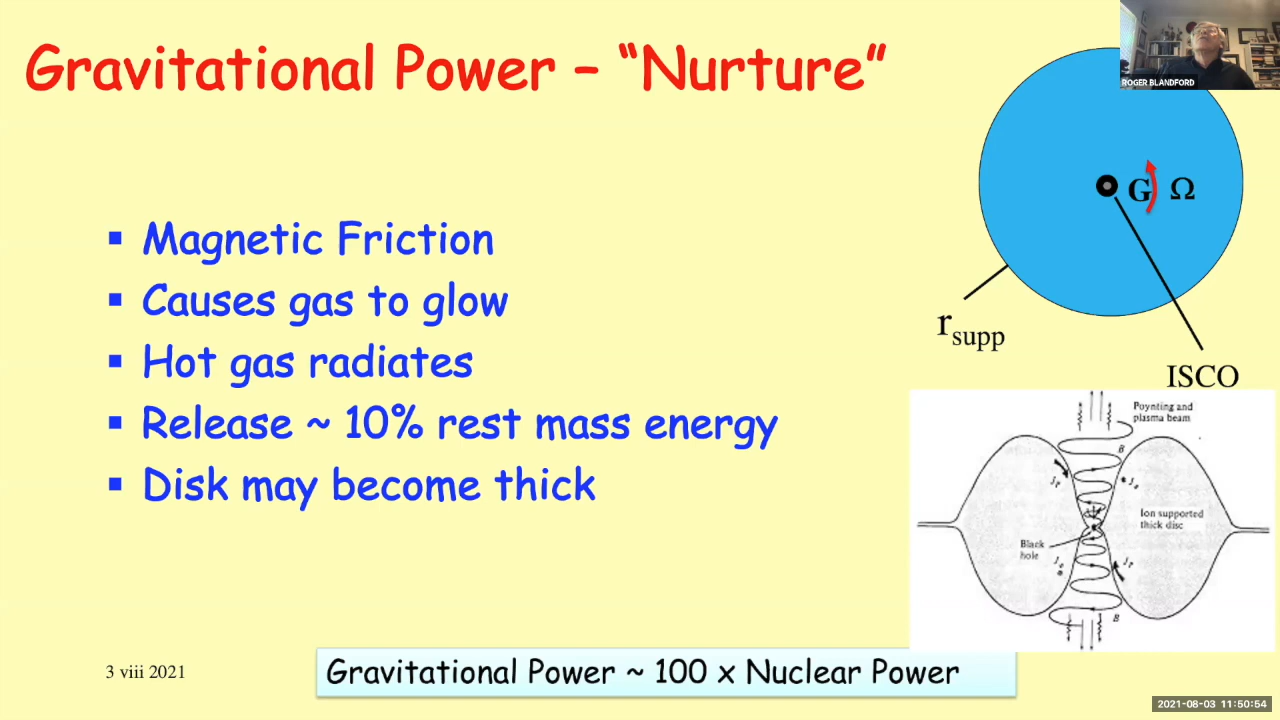 Gravitational Power – “Nurture”
ROGER BLANDFORD
▪ Magnetic Friction
▪ Causes gas to glow
▪ Hot gas radiates
▪ Release ~ 10% rest mass energy
▪ Disk may become thick
G Ω
rsupp
ISCO
Poynting and
plasma beam
B
Ion supported
thick disc
Black
hole
B
3 viii 2021
Gravitational Power ~ 100 x Nuclear Power
2021-08-03 11:50:54